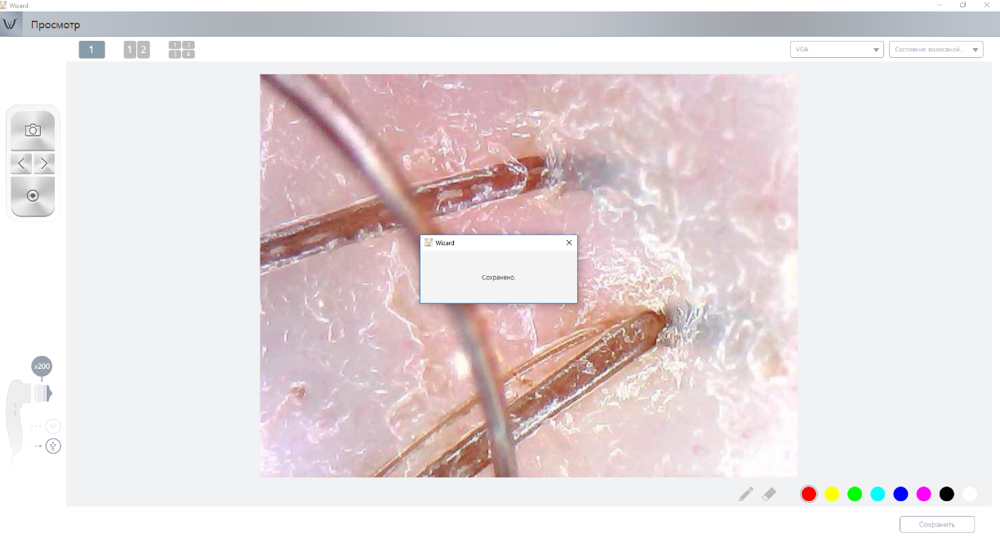 Wizard
Просмотр
1
1 2
1 2
3 4
VGA
Состояние волосяной...
x200
Wizard
Сохранено.
Сохранить